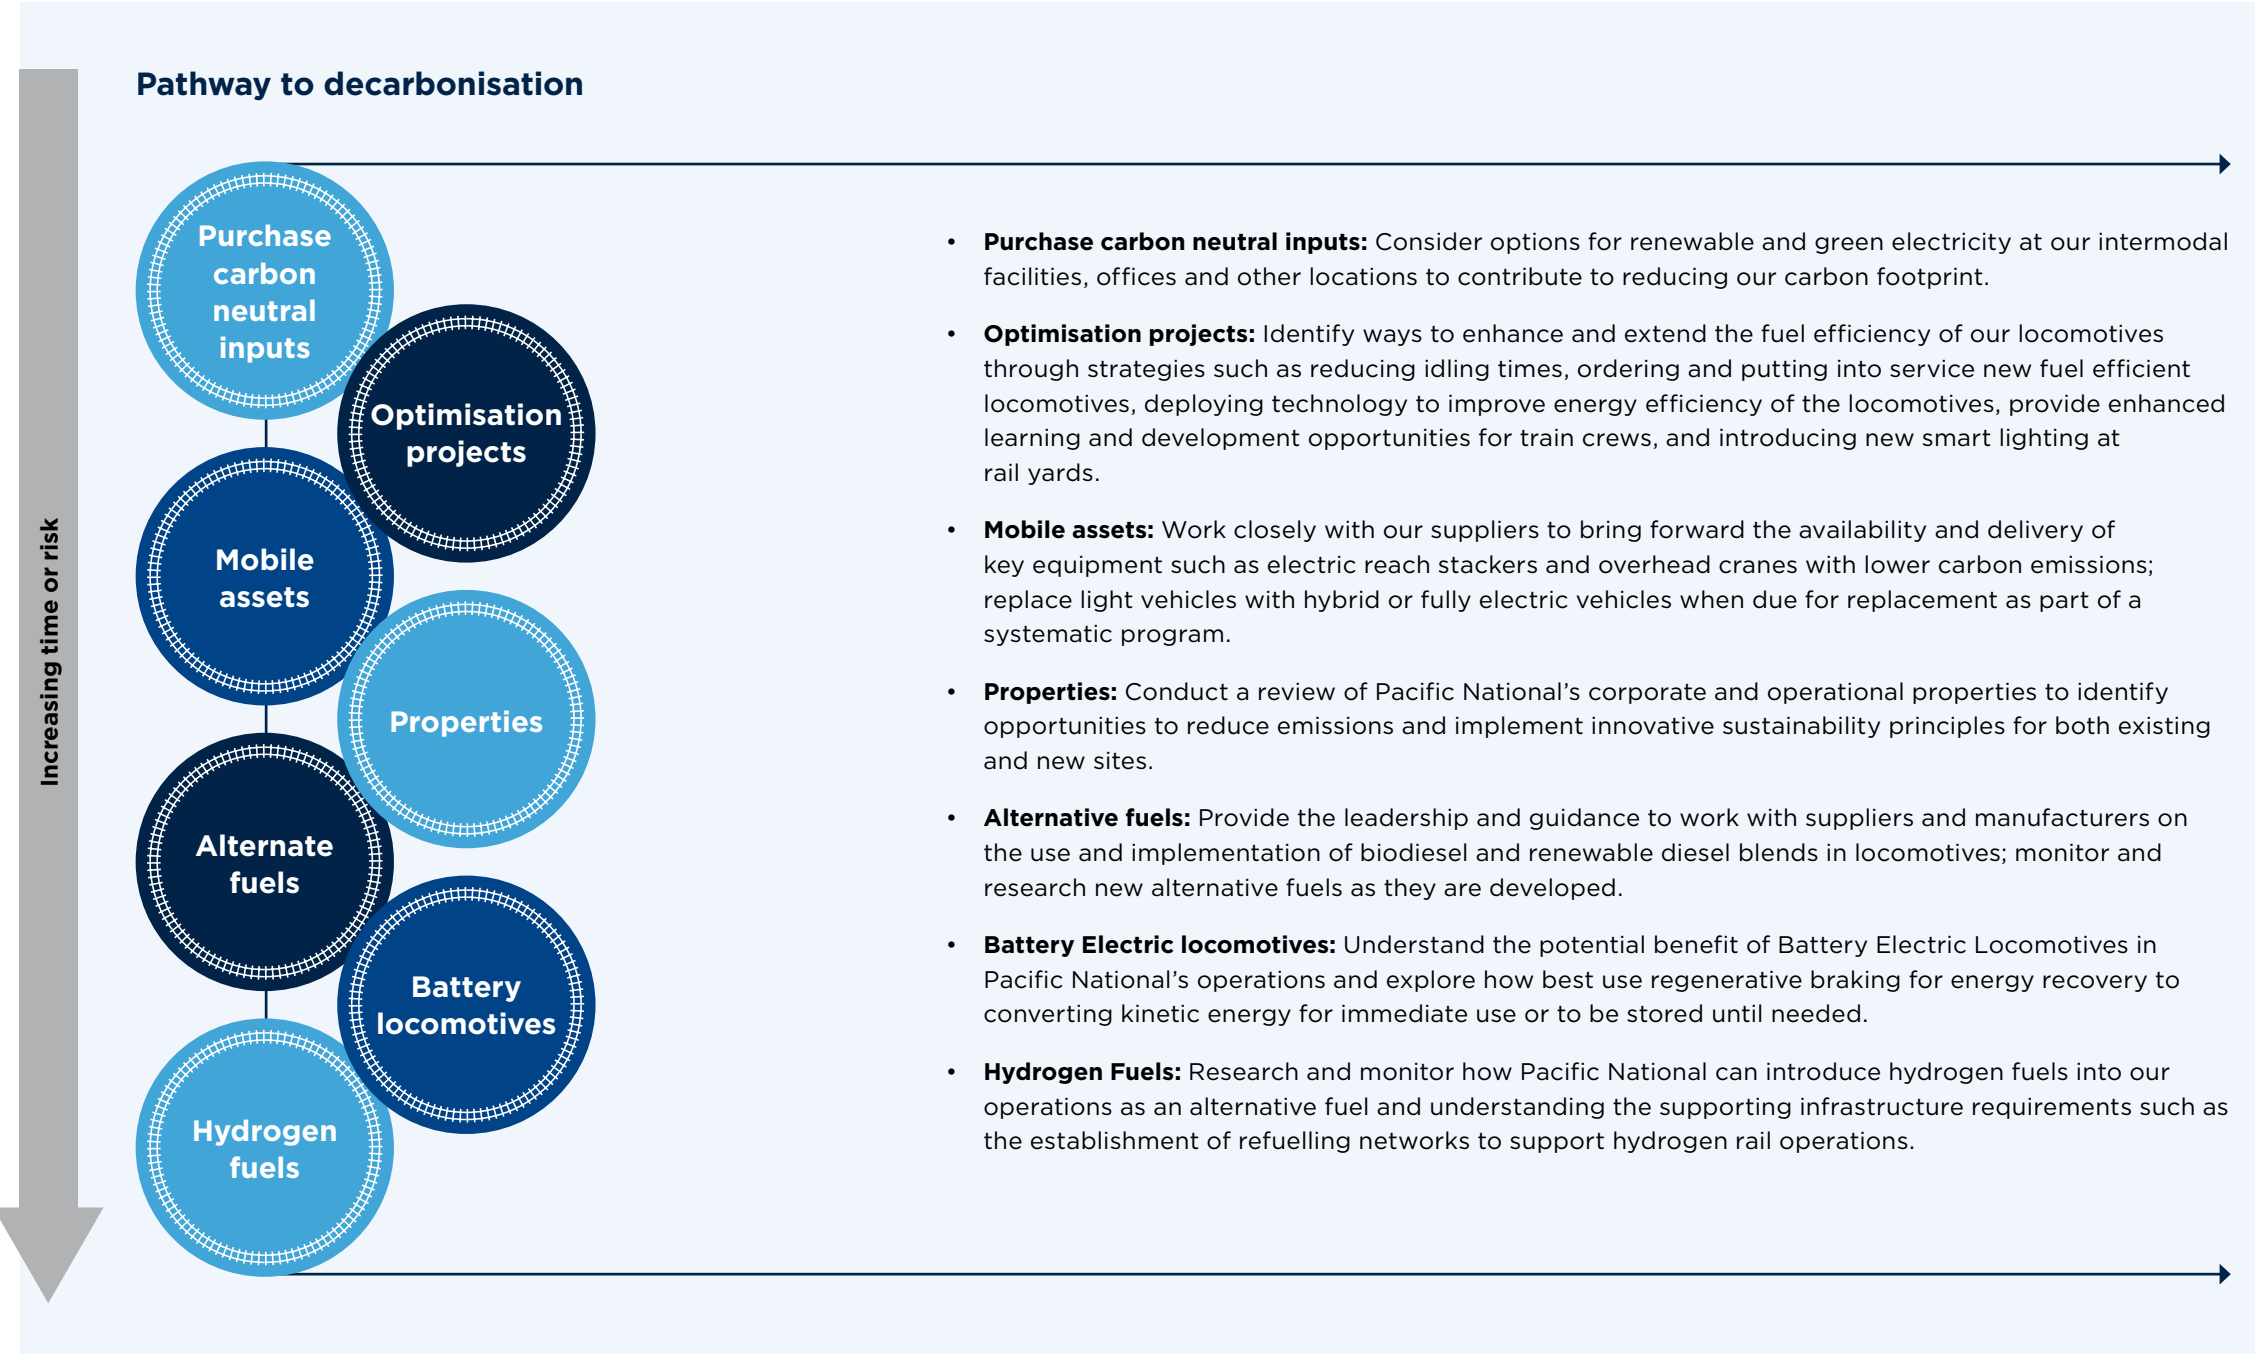 Pathway to decarbonisation
Increasing time or risk
Purchase
carbon
neutral
inputs
Optimisation
projects
Mobile
assets
Properties
Alternate
fuels
Battery
locomotives
Hydrogen
fuels
• Purchase carbon neutral inputs: Consider options for renewable and green electricity at our intermodal
facilities, offices and other locations to contribute to reducing our carbon footprint.
• Optimisation projects: Identify ways to enhance and extend the fuel efficiency of our locomotives
through strategies such as reducing idling times, ordering and putting into service new fuel efficient
locomotives, deploying technology to improve energy efficiency of the locomotives, provide enhanced
learning and development opportunities for train crews, and introducing new smart lighting at
rail yards.
• Mobile assets: Work closely with our suppliers to bring forward the availability and delivery of
key equipment such as electric reach stackers and overhead cranes with lower carbon emissions;
replace light vehicles with hybrid or fully electric vehicles when due for replacement as part of a
systematic program.
• Properties: Conduct a review of Pacific National’s corporate and operational properties to identify
opportunities to reduce emissions and implement innovative sustainability principles for both existing
and new sites.
• Alternative fuels: Provide the leadership and guidance to work with suppliers and manufacturers on
the use and implementation of biodiesel and renewable diesel blends in locomotives; monitor and
research new alternative fuels as they are developed.
• Battery Electric locomotives: Understand the potential benefit of Battery Electric Locomotives in
Pacific National’s operations and explore how best use regenerative braking for energy recovery to
converting kinetic energy for immediate use or to be stored until needed.
• Hydrogen Fuels: Research and monitor how Pacific National can introduce hydrogen fuels into our
operations as an alternative fuel and understanding the supporting infrastructure requirements such as
the establishment of refuelling networks to support hydrogen rail operations.